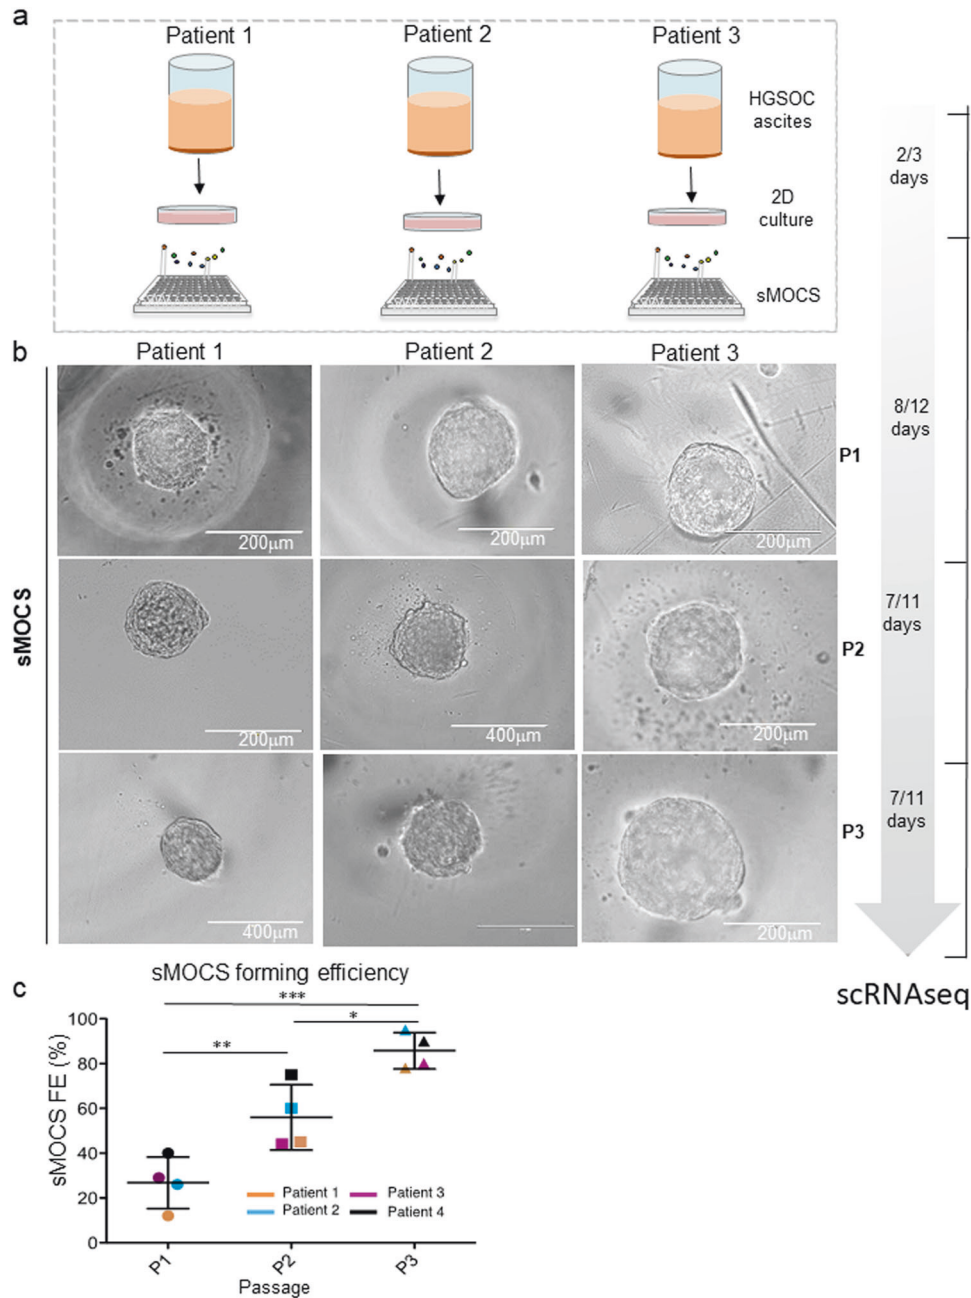 a
Patient 1
Patient 2
Patient 3
HGSOC
ascites
2D
culture
sMOCS
2/3
days
8/12
days
7/11
days
7/11
days
scRNAseq
b
Patient 1
Patient 2
Patient 3
sMOCS
200μm
200μm
200μm
P1
200μm
400μm
200μm
P2
400μm
200μm
P3
c
sMOCS forming efficiency
***
*
**
sMOCS FE (%)
100
80
60
40
20
0
Patient 1
Patient 3
Patient 2
Patient 4
P1
P2
P3
Passage